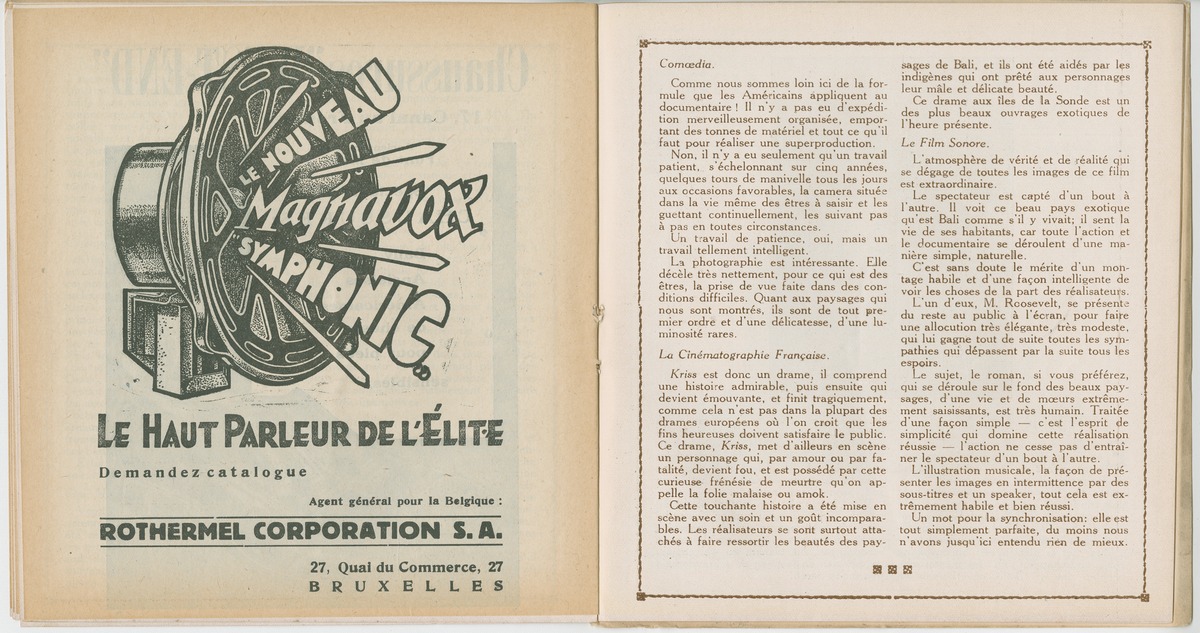 LE NOUVEAU
Magnavox
"SYMPHONIC"
LE HAUT PARLEUR DE L'ÉLITE
Demandez catalogue
Agent général pour la Belgique :
ROTHERMEL CORPORATION S. A.
27, Quai du Commerce, 27
BRUXELLES
Comœdia.
Comme nous sommes loin ici de la for-
mule que les Américains appliquent au
documentaire ! Il n'y a pas eu d'expédi-
tion merveilleusement organisée, empor-
tant des tonnes de matériel et tout ce qu'il
faut pour réaliser une superproduction.
Non, il n'y a eu seulement qu'un travail
patient, s'échelonnant sur cinq années,
quelques tours de manivelle tous les jours
aux occasions favorables, la camera située
dans la vie même des êtres à saisir et les
guettant continuellement, les suivant pas
à pas en toutes circonstances.
Un travail de patience, oui, mais un
travail tellement intelligent.
La photographie est intéressante. Elle
décèle très nettement, pour ce qui est des
êtres, la prise de vue faite dans des con-
ditions difficiles. Quant aux paysages qui
nous sont montrés, ils sont de tout pre-
mier ordre et d'une délicatesse, d'une lu-
minosité rares.
La Cinématographie Française.
Kriss est donc un drame, il comprend
une histoire admirable, puis ensuite qui
devient émouvante, et finit tragiquement,
comme cela n'est pas dans la plupart des
drames européens où l'on croit que les
fins heureuses doivent satisfaire le public.
Ce drame, Kriss, met d'ailleurs en scène
un personnage qui, par amour ou par fa-
talité, devient fou, et est possédé par cette
curieuse frénésie de meurtre qu'on ap-
pelle la folie malaise ou amok.
Cette touchante histoire a été mise en
scène avec un soin et un goût incompara-
bles. Les réalisateurs se sont surtout atta-
chés à faire ressortir les beautés des pay-
sages de Bali, et ils ont été aidés par les
indigènes qui ont prêté aux personnages
leur mâle et délicate beauté.
Ce drame aux îles de la Sonde est un
des plus beaux ouvrages exotiques de
l'heure présente.
Le Film Sonore.
L'atmosphère de vérité et de réalité qui
se dégage de toutes les images de ce film
est extraordinaire.
Le spectateur est capté d'un bout à
l'autre. Il voit ce beau pays exotique
qu'est Bali comme s'il y vivait; il sent la
vie de ses habitants, car toute l'action et
le documentaire se déroulent d'une ma-
nière simple, naturelle.
C'est sans doute le mérite d'un mon-
tage habile et d'une façon intelligente de
voir les choses de la part des réalisateurs.
L'un d'eux, M. Roosevelt, se présente
du reste au public à l'écran, pour faire
une allocution très élégante, très modeste,
qui lui gagne tout de suite toutes les sym-
pathies qui dépassent par la suite tous les
espoirs.
Le sujet, le roman, si vous préférez,
qui se déroule sur le fond des beaux pay-
sages, d'une vie et de mœurs extrême-
ment saisissants, est très humain. Traitée
d'une façon simple — c'est l'esprit de
simplicité qui domine cette réalisation
réussie — l'action ne cesse pas d'entraî-
ner le spectateur d'un bout à l'autre.
L'illustration musicale, la façon de pré-
senter les images en intermittence par des
sous-titres et un speaker, tout cela est ex-
trêmement habile et bien réussi.
Un mot pour la synchronisation: elle est
tout simplement parfaite, du moins nous
n'avons jusqu'ici entendu rien de mieux.